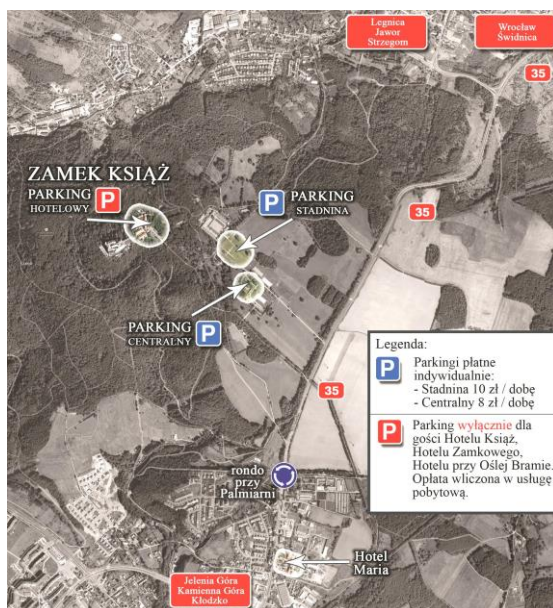 Legnica
Jawor
Strzegom
Wrocław
Świdnica
35
ZAMEK KSIĄŻ
PARKING
HOTELOWY
P
P
PARKING
STADNINA
35
PARKING
CENTRALNY
P
35
Legenda:
P
Parkingi płatne
indywidualnie:
- Stadnina 10 zł / dobę
- Centralny 8 zł / dobę
P
Parking wyłącznie dla
gości Hotelu Książ,
Hotelu Zamkowego,
Hotelu przy Oślej Bramie.
Opłata wliczona w usługę
pobytową.
rondo
przy
Palmiarni
Hotel
Maria
Jelenia Góra
Kamienna Góra
Kłodzko